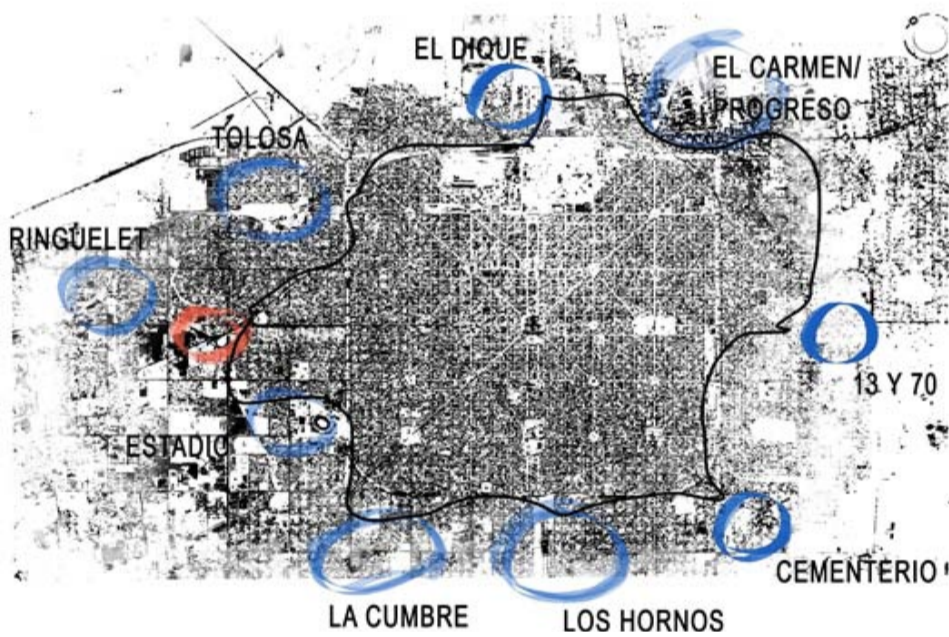 EL DIQUE
EL CARMEN/
PROGRESO
TOLOSA
RINGUELET
13 Y 70
ESTADIO
CEMENTERIO
LA CUMBRE
LOS HORNOS